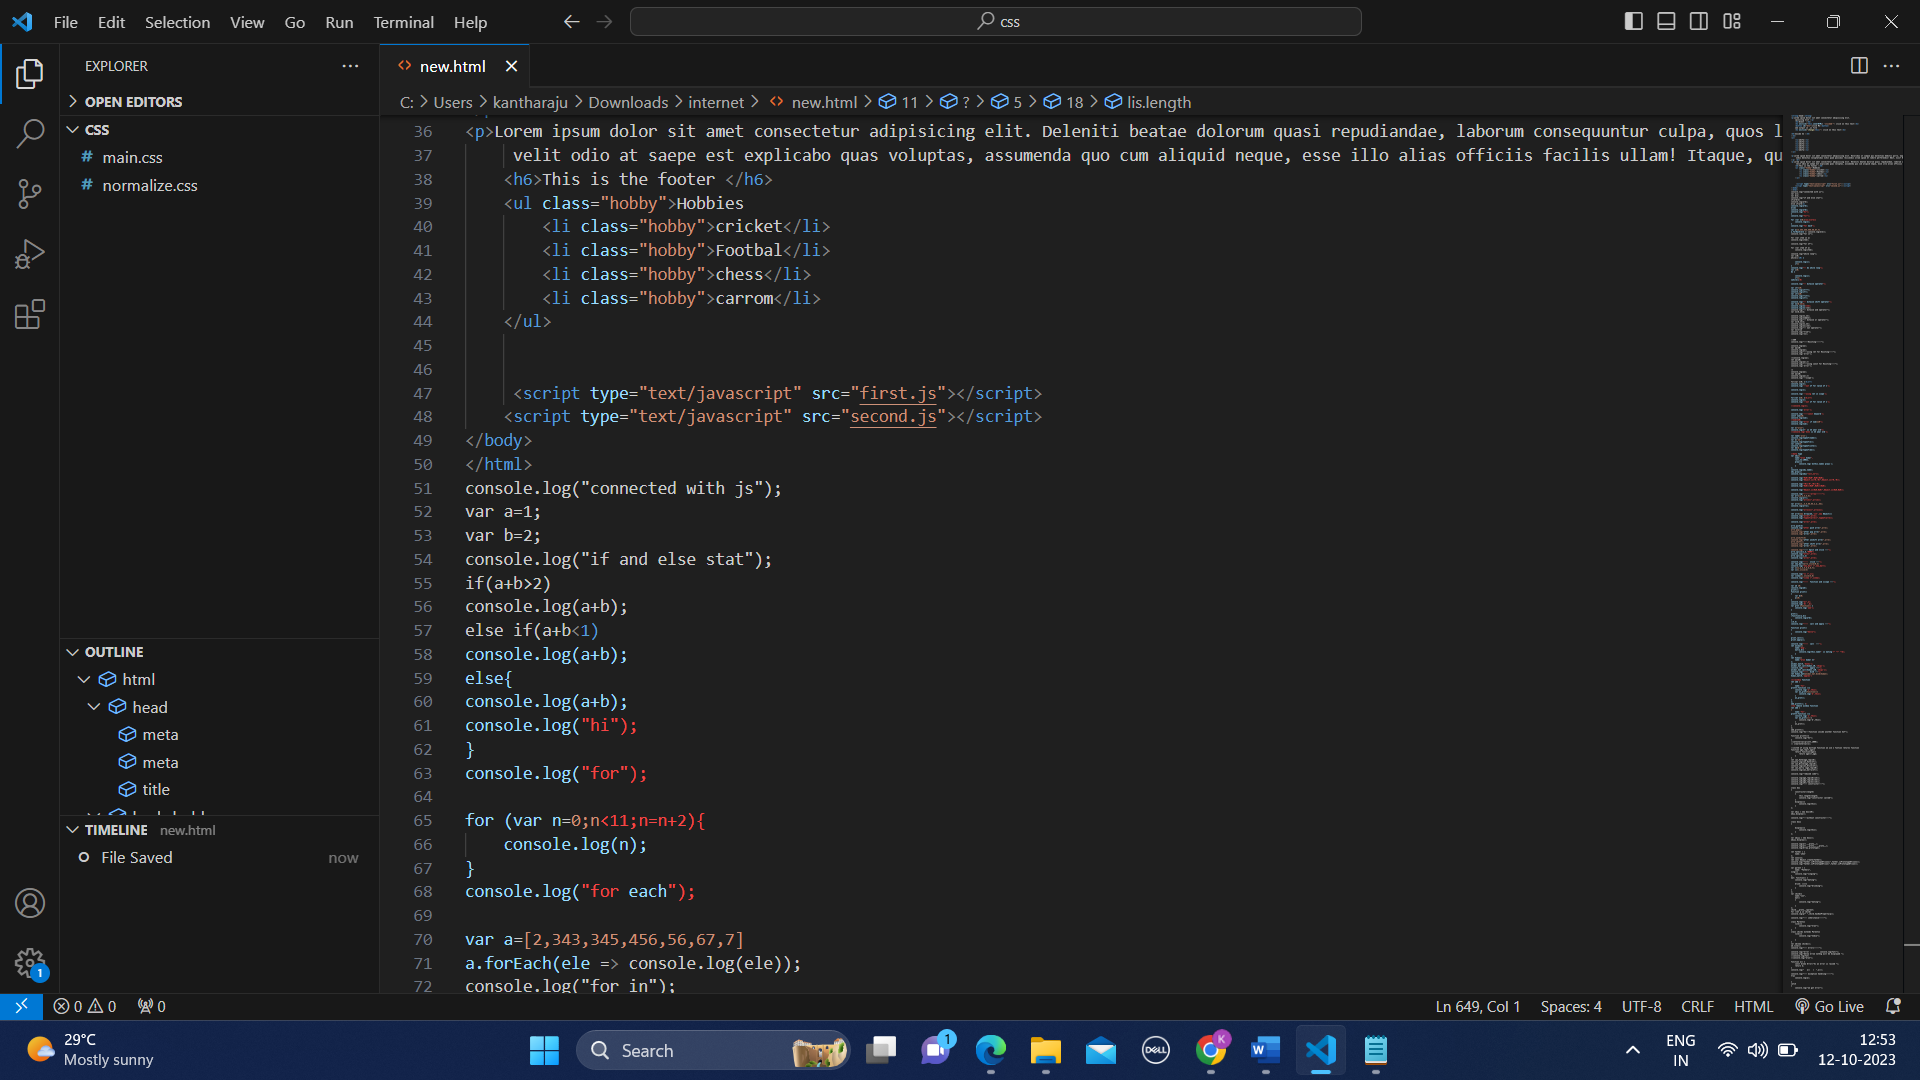 File Edit Selection View Go Run Terminal Help
css
EXPLORER
OPEN EDITORS
CSS
# main.css
# normalize.css
OUTLINE
html
head
meta
meta
title
TIMELINE new.html
File Saved now
new.html
C: > Users > kantharaju > Downloads > internet > new.html > 11 > ? > 5 > 18 > lis.length
36 <p>Lorem ipsum dolor sit amet consectetur adipisicing elit. Deleniti beatae dolorum quasi repudiandae, laborum consequuntur culpa, quos l
37 velit odio at saepe est explicabo quas voluptas, assumenda quo cum aliquid neque, esse illo alias officiis facilis ullam! Itaque, qu
38 <h6>This is the footer </h6>
39 <ul class="hobby">Hobbies
40 <li class="hobby">cricket</li>
41 <li class="hobby">Footbal</li>
42 <li class="hobby">chess</li>
43 <li class="hobby">carrom</li>
44 </ul>
45
46
47 <script type="text/javascript" src="first.js"></script>
48 <script type="text/javascript" src="second.js"></script>
49 </body>
50 </html>
51 console.log("connected with js");
52 var a=1;
53 var b=2;
54 console.log("if and else stat");
55 if(a+b>2)
56 console.log(a+b);
57 else if(a+b<1)
58 console.log(a+b);
59 else{
60 console.log(a+b);
61 console.log("hi");
62 }
63 console.log("for");
64
65 for (var n=0;n<11;n=n+2){
66 console.log(n);
67 }
68 console.log("for each");
69
70 var a=[2,343,345,456,56,67,7]
71 a.forEach(ele => console.log(ele));
72 console.log("for in");
0 0 0
Ln 649, Col 1 Spaces: 4 UTF-8 CRLF HTML Go Live
29°C
Mostly sunny
Search
ENG
IN
12:53
12-10-2023